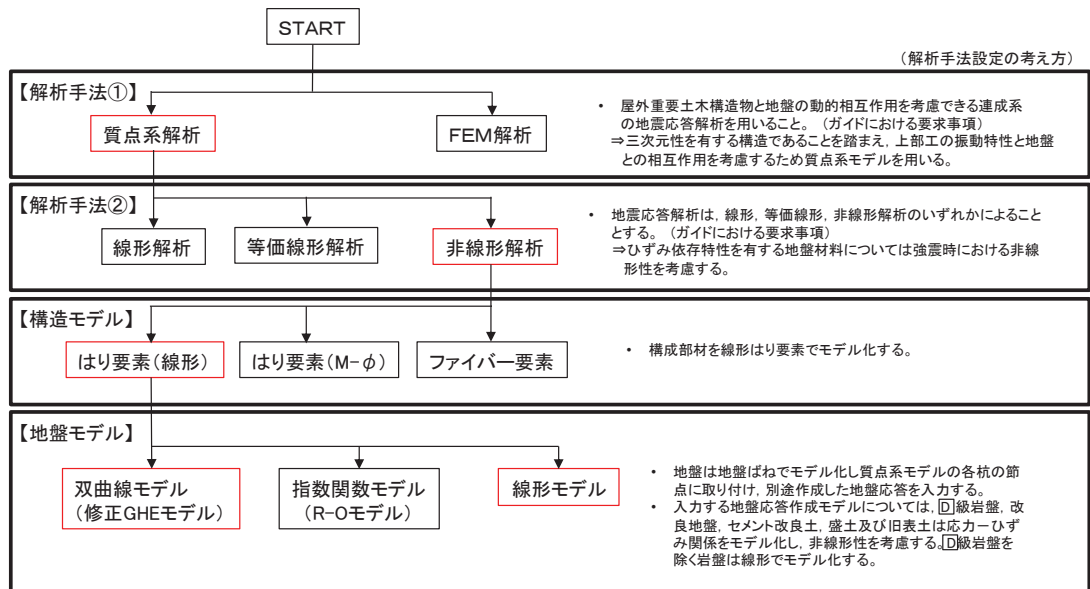 START
(解析手法設定の考え方)
【解析手法①】
質点系解析
FEM解析
・ 屋外重要土木構造物と地盤の動的相互作用を考慮できる連成系
の地震応答解析を用いること。 (ガイドにおける要求事項)
⇒三次元性を有する構造であることを踏まえ, 上部工の振動特性と地盤
との相互作用を考慮するため質点系モデルを用いる。
【解析手法②】
線形解析
等価線形解析
非線形解析
・ 地震応答解析は, 線形, 等価線形, 非線形解析のいずれかによること
とする。 (ガイドにおける要求事項)
⇒ひずみ依存特性を有する地盤材料については強震時における非線
形性を考慮する。
【構造モデル】
はり要素(線形)
はり要素(M-φ)
ファイバー要素
・ 構成部材を線形はり要素でモデル化する。
【地盤モデル】
双曲線モデル
(修正GHEモデル)
指数関数モデル
(R-Oモデル)
線形モデル
・ 地盤は地盤ばねでモデル化し質点系モデルの各杭の節
点に取り付け, 別途作成した地盤応答を入力する。
・ 入力する地盤応答作成モデルについては, D級岩盤, 改
良地盤, セメント改良土, 盛土及び旧表土は応力ーひず
み関係をモデル化し, 非線形性を考慮する。D級岩盤を
除く岩盤は線形でモデル化する。